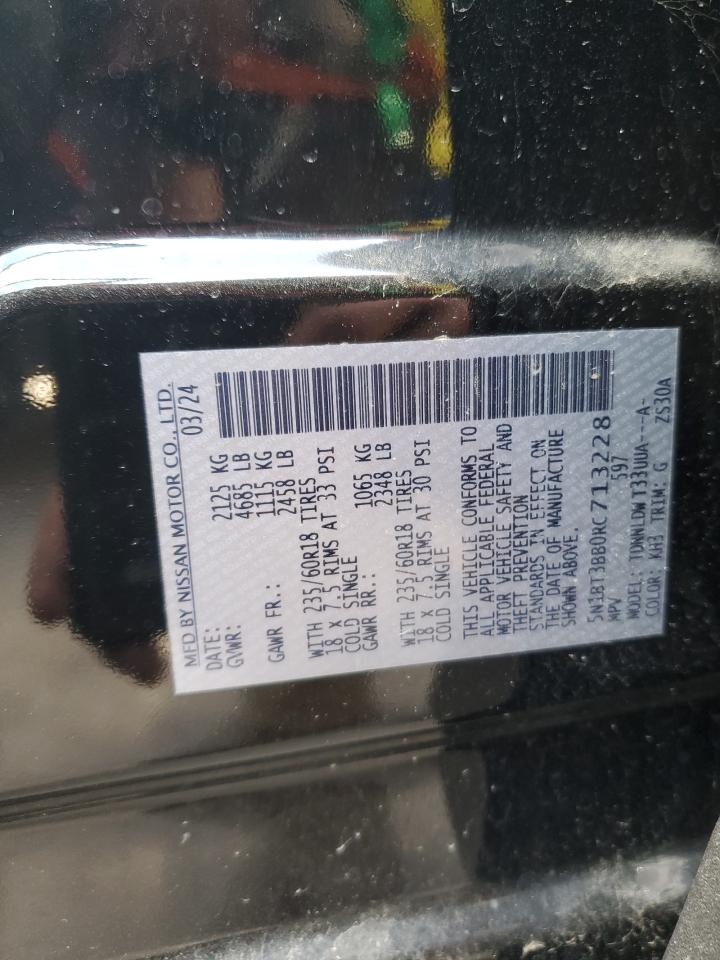 MFD BY NISSAN MOTOR CO., LTD.
DATE: 03/24
GVWR: 2125 KG
4685 LB
GAWR FR.: 1115 KG
2458 LB
WITH 235/60R18 TIRES
18 x 7.5 RIMS AT 33 PSI
COLD SINGLE
GAWR RR.: 1065 KG
2348 LB
WITH 235/60R18 TIRES
18 x 7.5 RIMS AT 30 PSI
COLD SINGLE
THIS VEHICLE CONFORMS TO
ALL APPLICABLE FEDERAL
MOTOR VEHICLE SAFETY AND
THEFT PREVENTION
STANDARDS IN EFFECT ON
THE DATE OF MANUFACTURE
SHOWN ABOVE.
5N1BT3BB0RC713228
MPV 597
MODEL: TDWNLDW T33UUA---A-
COLOR: KH3 TRIM: G ZS30A